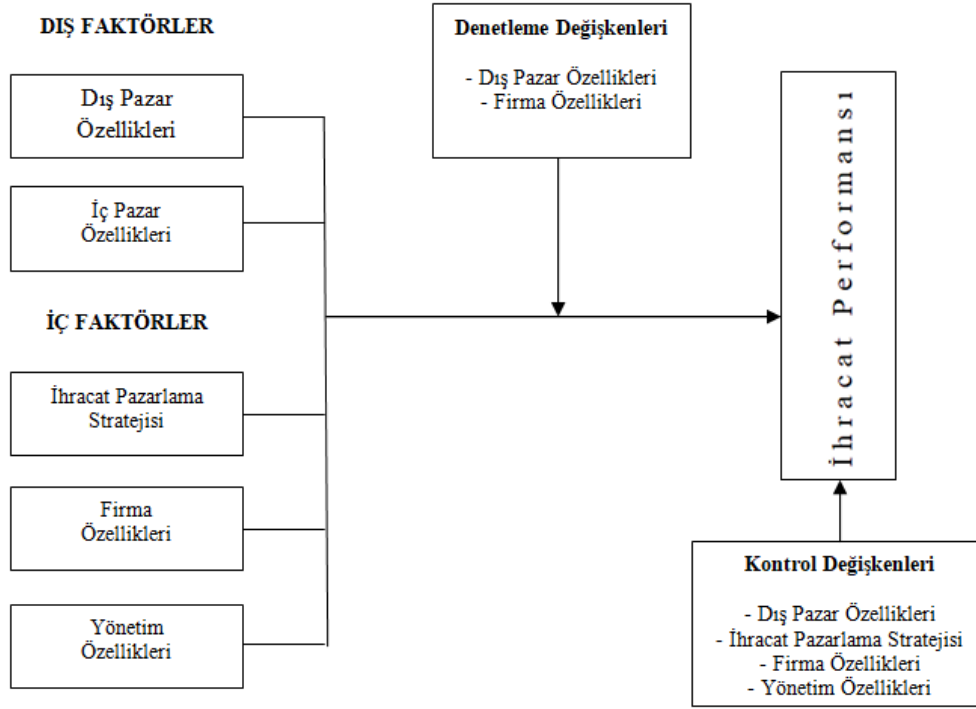 DIŞ FAKTÖRLER
Dış Pazar
Özellikleri
İç Pazar
Özellikleri
İÇ FAKTÖRLER
İhracat Pazarlama
Stratejisi
Firma
Özellikleri
Yönetim
Özellikleri
Denetleme Değişkenleri
- Dış Pazar Özellikleri
- Firma Özellikleri
İhracat Performansı
Kontrol Değişkenleri
- Dış Pazar Özellikleri
- İhracat Pazarlama Stratejisi
- Firma Özellikleri
- Yönetim Özellikleri